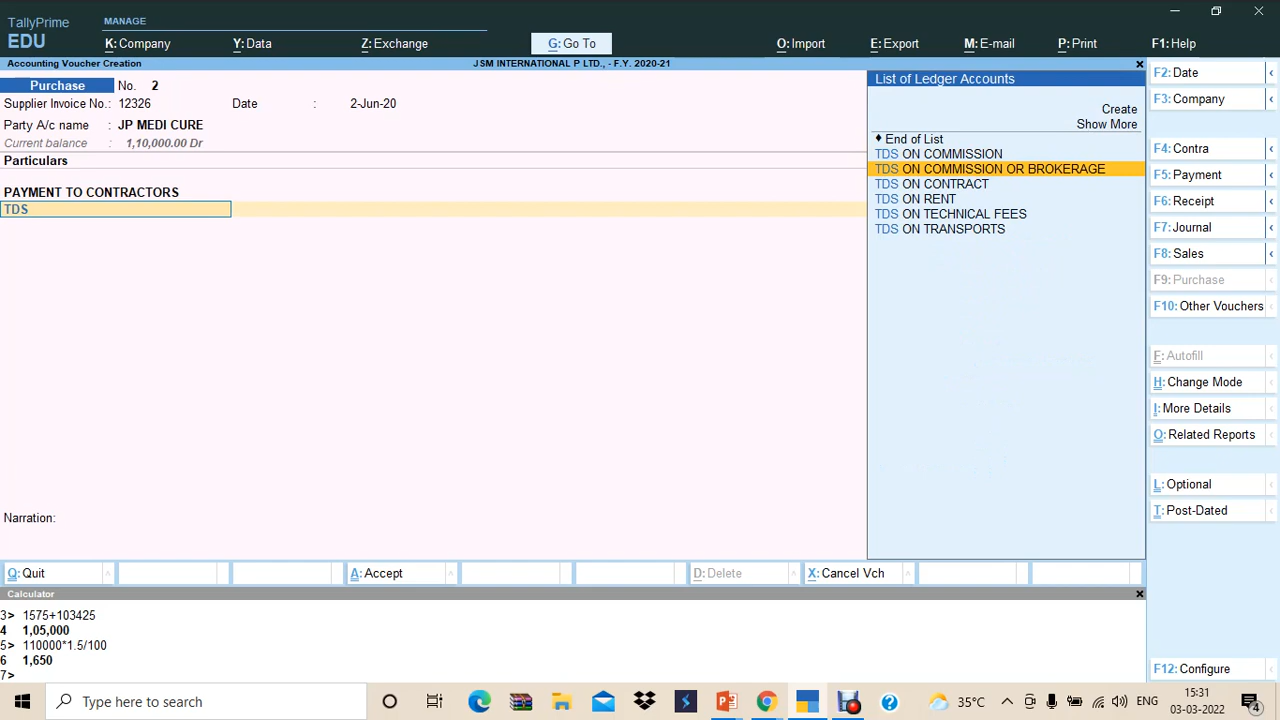 TallyPrime
EDU
MANAGE
K: Company
Y: Data
Z: Exchange
G: Go To
O: Import
E: Export
M: E-mail
P: Print
F1: Help
Accounting Voucher Creation
JSM INTERNATIONAL P LTD., - F.Y. 2020-21
Purchase No. 2
Supplier Invoice No.: 12326 Date : 2-Jun-20
Party A/c name : JP MEDI CURE
Current balance : 1,10,000.00 Dr
Particulars
PAYMENT TO CONTRACTORS
TDS
Narration:
List of Ledger Accounts
Create
Show More
♦ End of List
TDS ON COMMISSION
TDS ON COMMISSION OR BROKERAGE
TDS ON CONTRACT
TDS ON RENT
TDS ON TECHNICAL FEES
TDS ON TRANSPORTS
F2: Date
F3: Company
F4: Contra
F5: Payment
F6: Receipt
F7: Journal
F8: Sales
F9: Purchase
F10: Other Vouchers
F: Autofill
H: Change Mode
I: More Details
O: Related Reports
L: Optional
T: Post-Dated
F12: Configure
Q: Quit
A: Accept
D: Delete
X: Cancel Vch
Calculator
3> 1575+103425
4 1,05,000
5> 110000*1.5/100
6 1,650
7>
Type here to search
35°C
ENG
15:31
03-03-2022
4